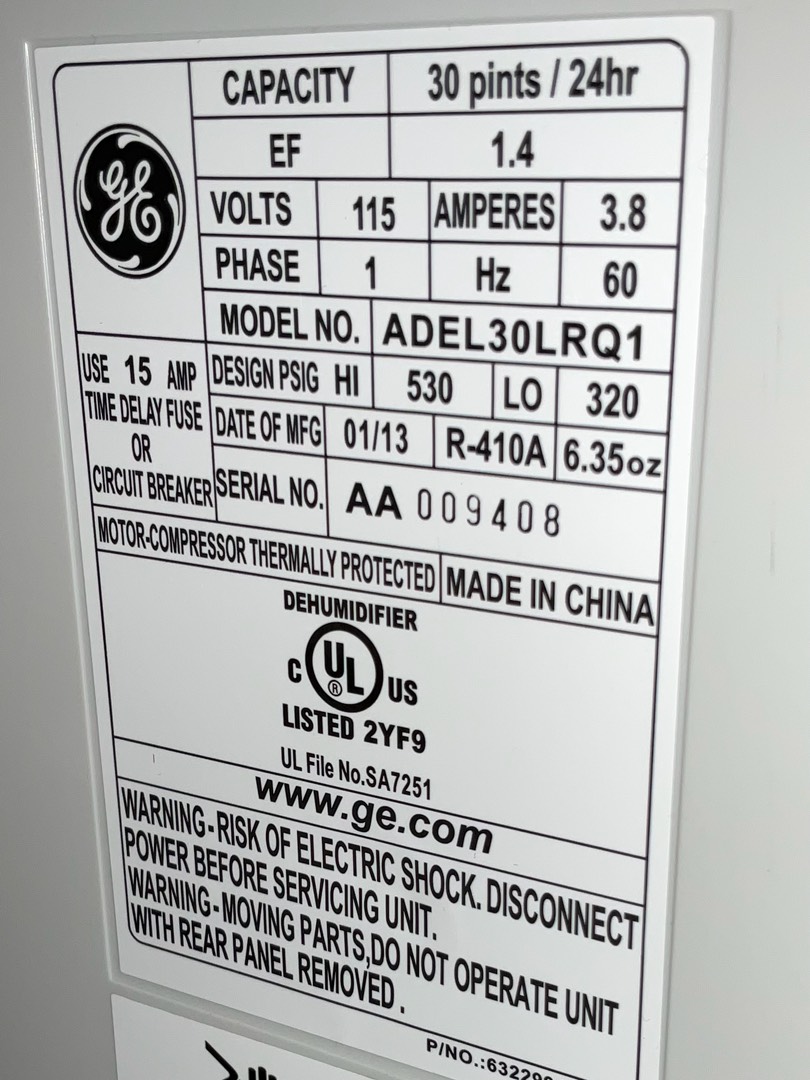 CAPACITY 30 pints / 24hr
GE
EF 1.4
VOLTS 115 AMPERES 3.8
PHASE 1 Hz 60
MODEL NO. ADEL30LRQ1
USE 15 AMP
TIME DELAY FUSE
OR
CIRCUIT BREAKER
DESIGN PSIG HI 530 LO 320
DATE OF MFG 01/13 R-410A 6.35oz
SERIAL NO. AA 009408
MOTOR-COMPRESSOR THERMALLY PROTECTED MADE IN CHINA
DEHUMIDIFIER
C UL ® US
LISTED 2YF9
UL File No.SA7251
www.ge.com
WARNING-RISK OF ELECTRIC SHOCK. DISCONNECT
POWER BEFORE SERVICING UNIT.
WARNING-MOVING PARTS,DO NOT OPERATE UNIT
WITH REAR PANEL REMOVED.
P/NO.: